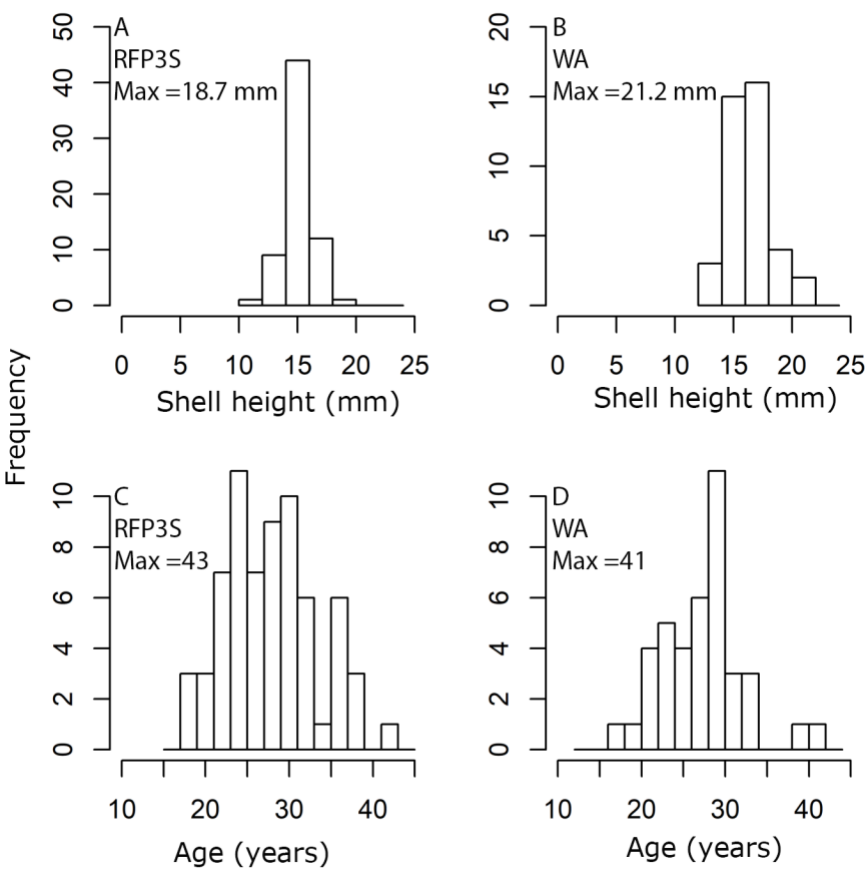 A
RFP3S
Max =18.7 mm
0 10 20 30 40 50
0 5 10 15 20 25
Shell height (mm)
B
WA
Max =21.2 mm
0 5 10 15 20
0 5 10 15 20 25
Shell height (mm)
Frequency
C
RFP3S
Max =43
0 2 4 6 8 10
10 20 30 40
Age (years)
D
WA
Max =41
0 2 4 6 8 10
10 20 30 40
Age (years)